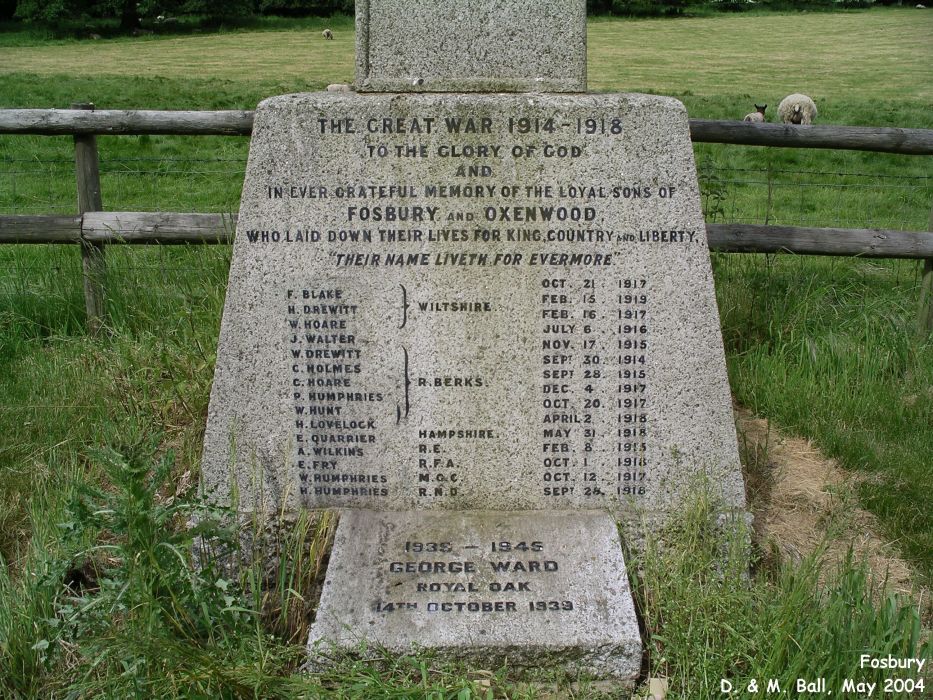 THE GREAT WAR 1914-1918
TO THE GLORY OF GOD
AND
IN EVER GRATEFUL MEMORY OF THE LOYAL SONS OF
FOSBURY AND OXENWOOD,
WHO LAID DOWN THEIR LIVES FOR KING, COUNTRY AND LIBERTY,
"THEIR NAME LIVETH FOR EVERMORE"
F. BLAKE OCT. 21. 1917
H. DREWITT WILTSHIRE. FEB. 15 1919
W. HOARE FEB. 16. 1917
J. WALTER JULY 6 1916
W. DREWITT NOV. 17. 1915
C. HOLMES SEPT 30. 1914
C. HOARE R. BERKS. SEPT 28. 1915
P. HUMPHRIES DEC. 4 1917
W. HUNT OCT. 20. 1917
H. LOVELOCK APRIL 2 1918
E. QUARRIER HAMPSHIRE. MAY 31 1918
A. WILKINS R.E. FEB. 8 1915
E. FRY R.F.A. OCT. 1 1918
W. HUMPHRIES M.G.C. OCT. 12. 1917.
H. HUMPHRIES R.N.D. SEPT 28. 1918
1939 - 1945
GEORGE WARD
ROYAL OAK
14TH OCTOBER 1939
Fosbury
D. & M. Ball, May 2004